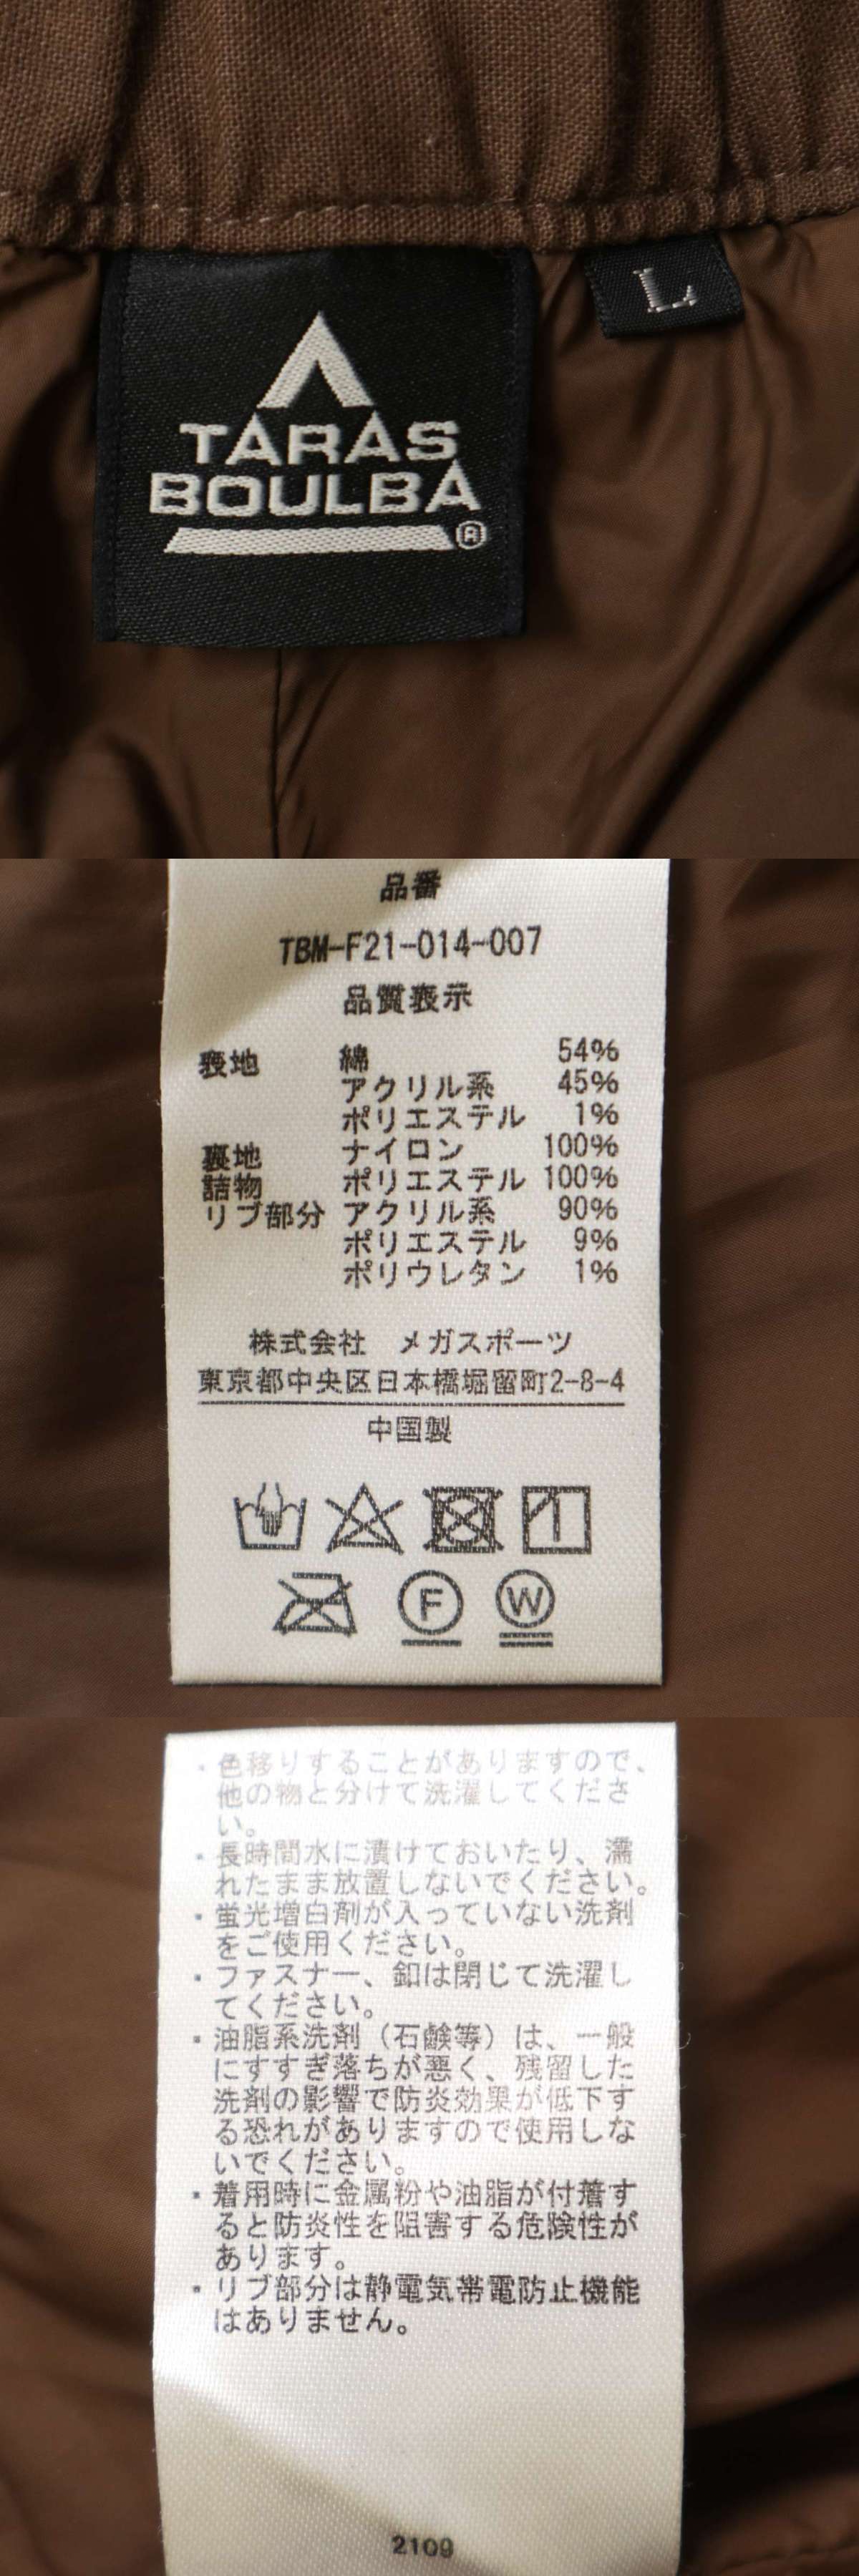 TARAS
BOULBA
®
L
品番
TBM-F21-014-007
品質表示
表地 綿 54%
アクリル系 45%
ポリエステル 1%
裏地 ナイロン 100%
詰物 ポリエステル 100%
リブ部分 アクリル系 90%
ポリエステル 9%
ポリウレタン 1%
株式会社 メガスポーツ
東京都中央区日本橋堀留町2-8-4
中国製
F
W
・色移りすることがありますので、
他の物と分けて洗濯してくださ
い。
・長時間水に漬けておいたり、濡
れたまま放置しないでください。
・蛍光増白剤が入っていない洗剤
をご使用ください。
・ファスナー、釦は閉じて洗濯し
てください。
・油脂系洗剤（石鹸等）は、一般
にすすぎ落ちが悪く、残留した
洗剤の影響で防炎効果が低下す
る恐れがありますので使用しな
いでください。
・着用時に金属粉や油脂が付着す
ると防炎性を阻害する危険性が
あります。
・リブ部分は静電気帯電防止機能
はありません。
2109